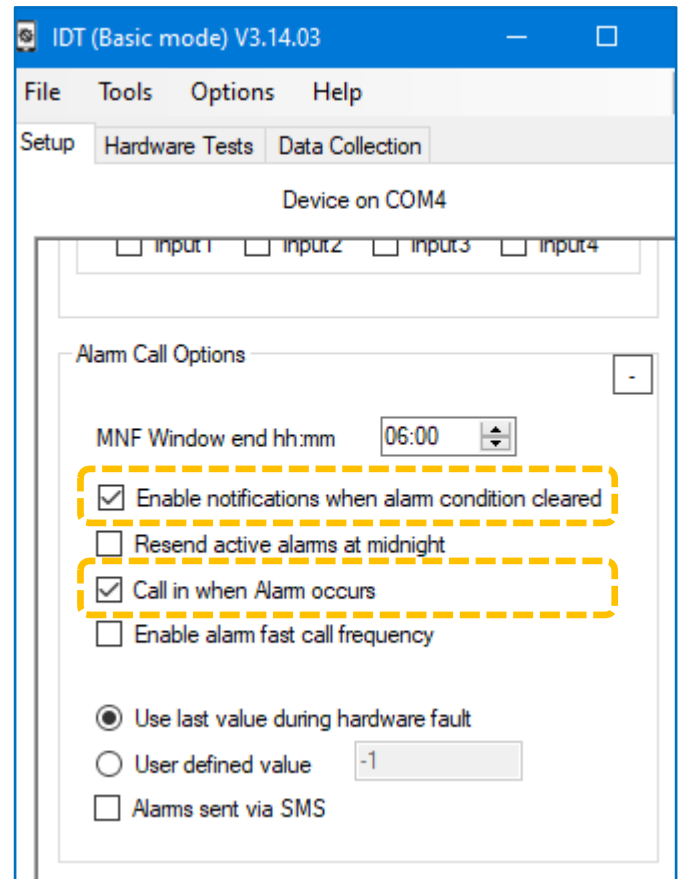 IDT (Basic mode) V3.14.03
File Tools Options Help
Setup Hardware Tests Data Collection
Device on COM4
Input1 Input2 Input3 Input4
Alarm Call Options
-
MNF Window end hh:mm 06:00
Enable notifications when alarm condition cleared
Resend active alarms at midnight
Call in when Alarm occurs
Enable alarm fast call frequency
Use last value during hardware fault
User defined value -1
Alarms sent via SMS